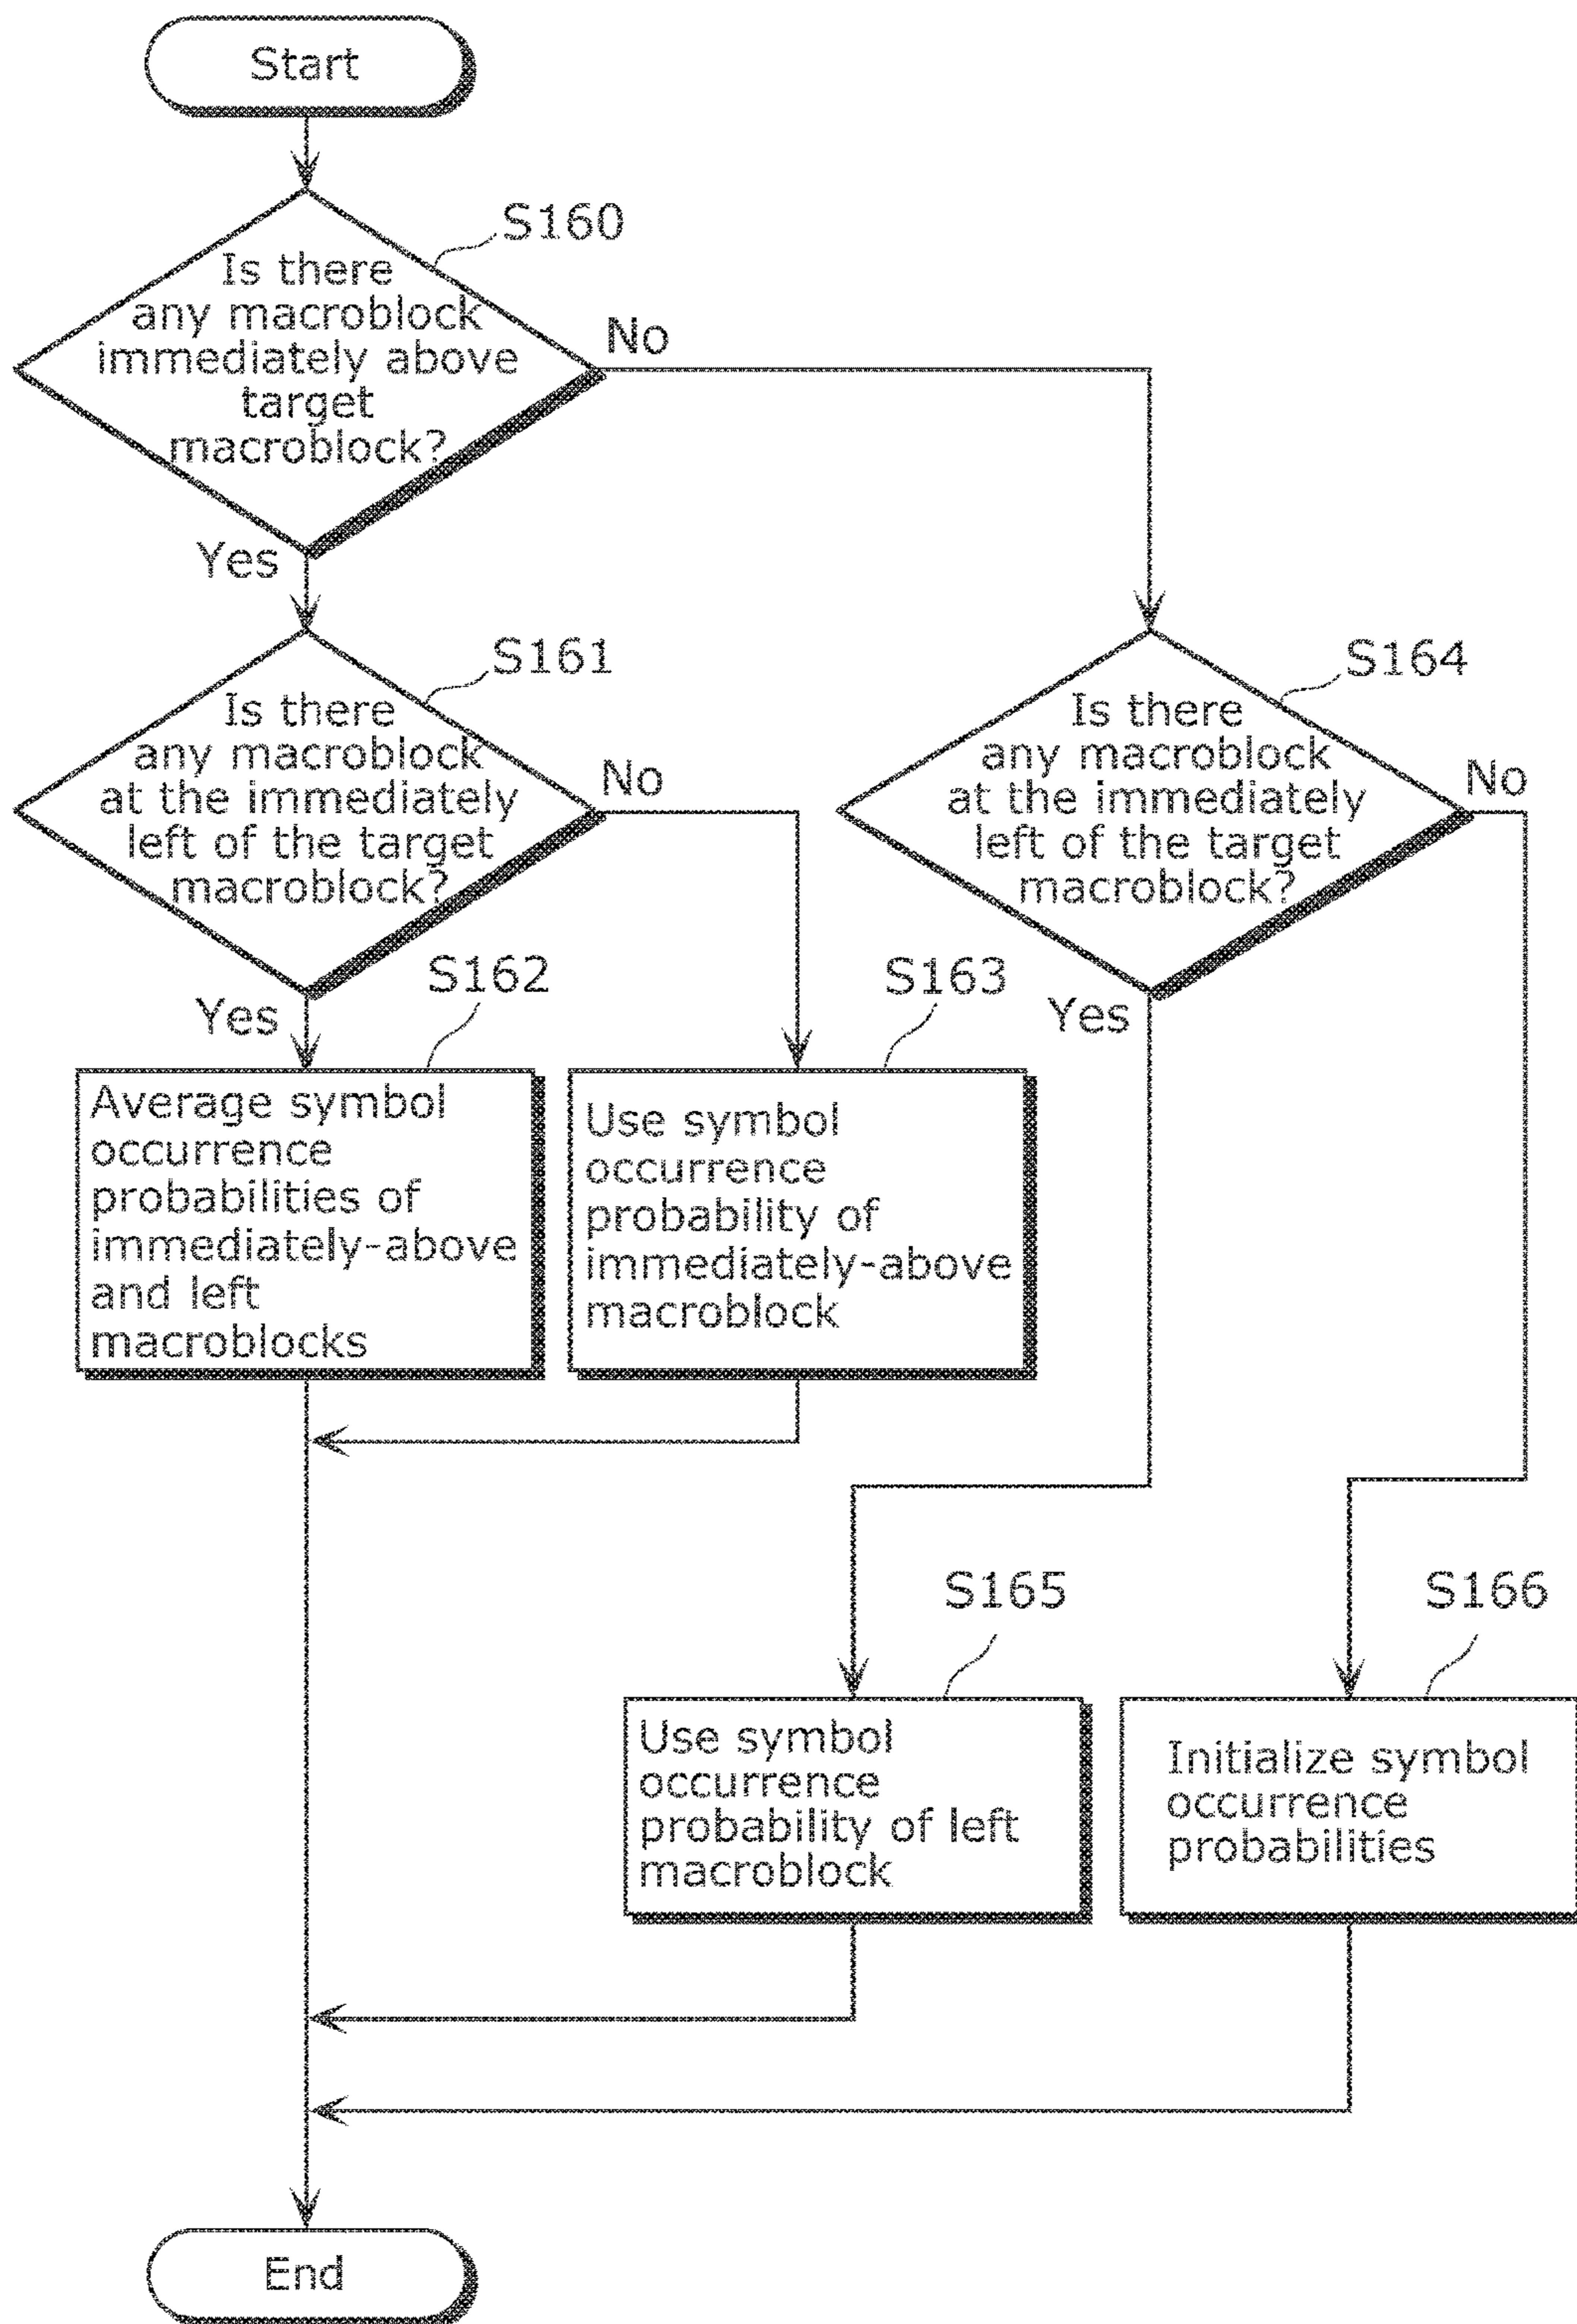 Start
S160
Is there
any macroblock
immediately above
target
macroblock?
No
Yes
S161
Is there
any macroblock
at the immediately
left of the target
macroblock?
No
Yes
S164
Is there
any macroblock
at the immediately
left of the target
macroblock?
No
Yes
S162
Average symbol
occurrence
probabilities of
immediately-above
and left
macroblocks
S163
Use symbol
occurrence
probability of
immediately-above
macroblock
S165
Use symbol
occurrence
probability of left
macroblock
S166
Initialize symbol
occurrence
probabilities
End